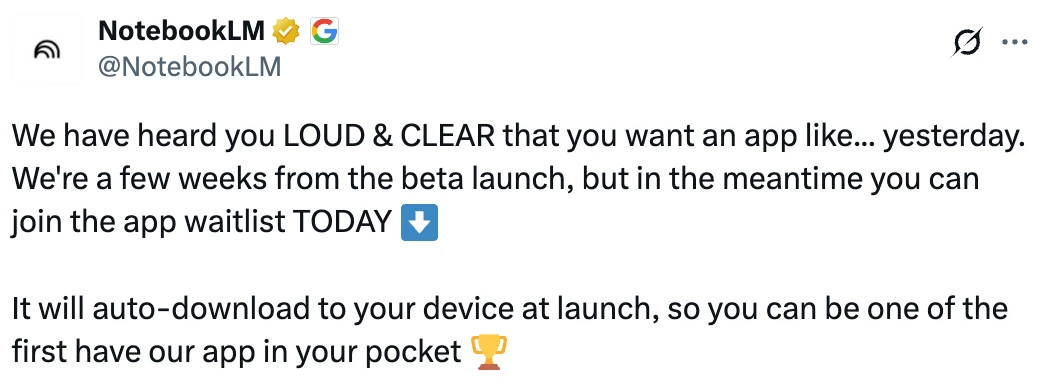 NotebookLM
@NotebookLM
We have heard you LOUD & CLEAR that you want an app like... yesterday.
We're a few weeks from the beta launch, but in the meantime you can
join the app waitlist TODAY ⬇️
It will auto-download to your device at launch, so you can be one of the
first have our app in your pocket 🏆